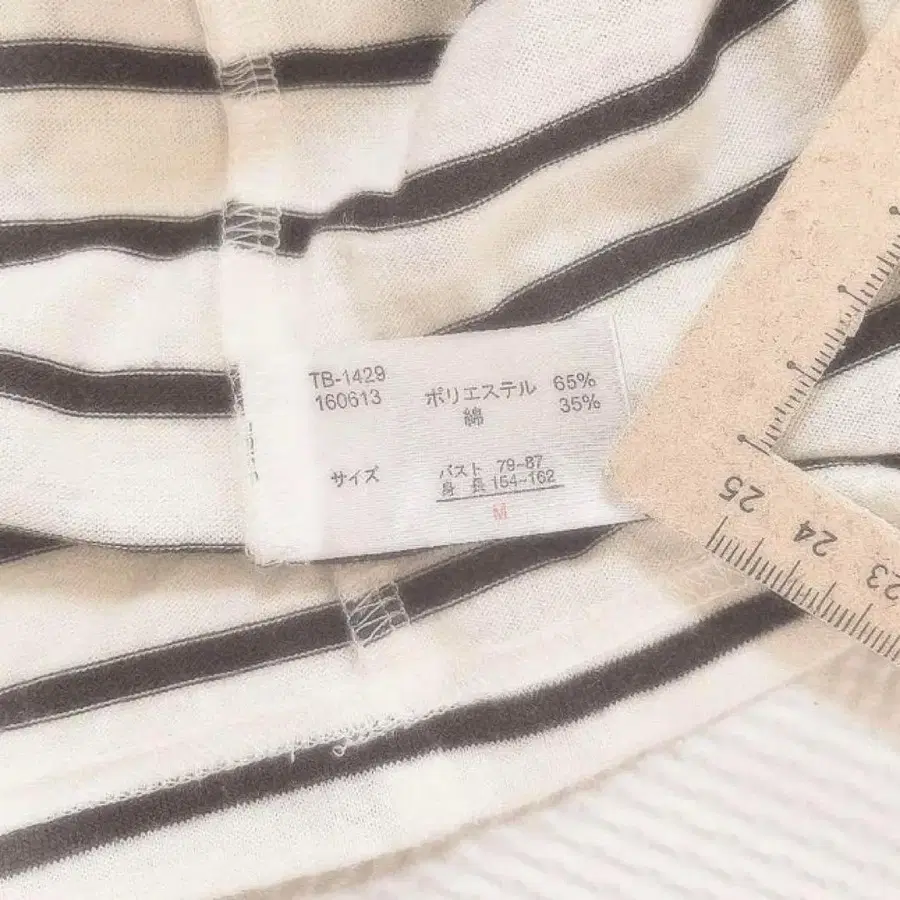 TB-1429
160613
ポリエステル 65%
綿 35%
サイズ
バスト 79~87
身 長 154~162
M
25
24
23